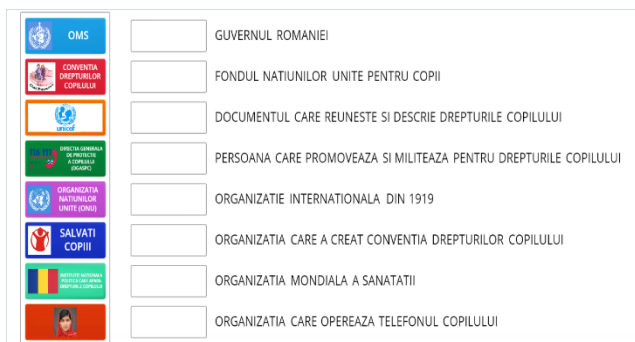 OMS
GUVERNUL ROMANIEI
CONVENTIA
DREPTURILOR
COPILULUI
FONDUL NATIUNILOR UNITE PENTRU COPII
unicef
DOCUMENTUL CARE REUNESTE SI DESCRIE DREPTURILE COPILULUI
DIRECTIA GENERALA
DE PROTECTIE
A COPILULUI
(DGASPC)
PERSOANA CARE PROMOVEAZA SI MILITEAZA PENTRU DREPTURILE COPILULUI
ORGANIZATIA
NATIUNILOR
UNITE (ONU)
ORGANIZATIE INTERNATIONALA DIN 1919
SALVATI
COPIII
ORGANIZATIA CARE A CREAT CONVENTIA DREPTURILOR COPILULUI
ORGANIZATIA MONDIALA A SANATATII
ORGANIZATIA CARE OPEREAZA TELEFONUL COPILULUI